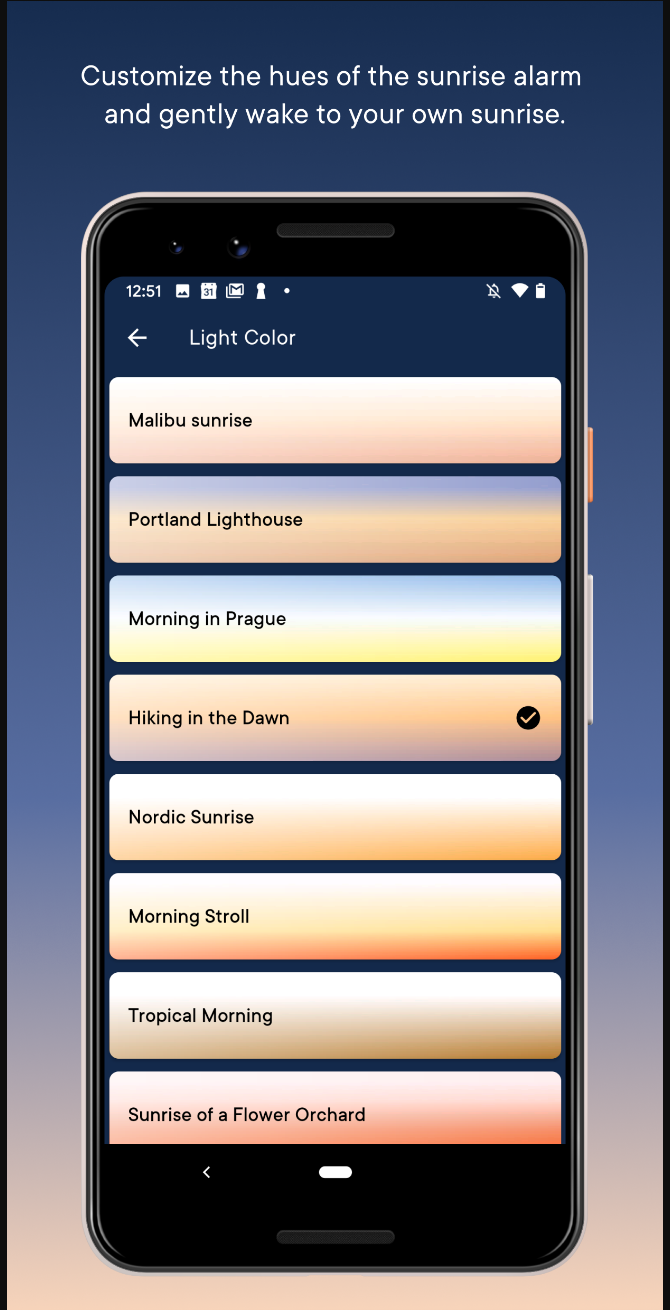 Customize the hues of the sunrise alarm
and gently wake to your own sunrise.
12:51
31
Light Color
Malibu sunrise
Portland Lighthouse
Morning in Prague
Hiking in the Dawn
Nordic Sunrise
Morning Stroll
Tropical Morning
Sunrise of a Flower Orchard